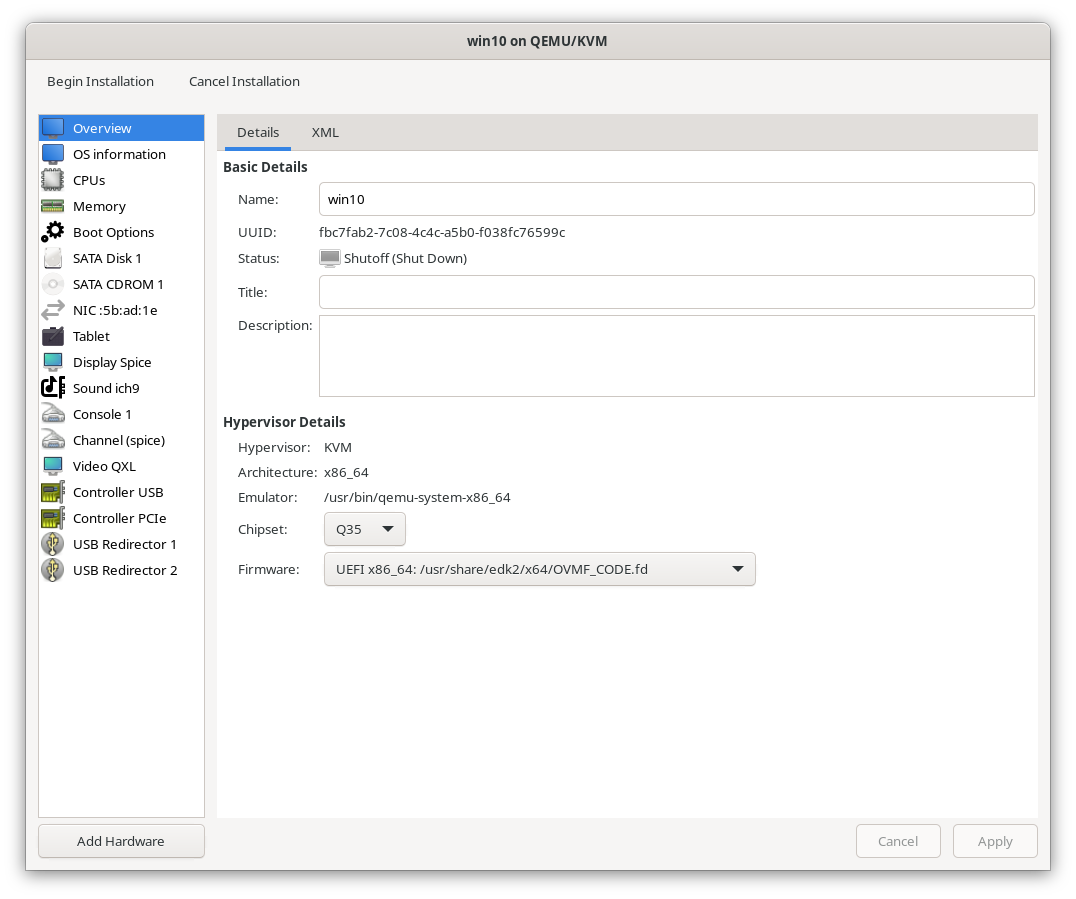 win10 on QEMU/KVM
Begin Installation Cancel Installation
Overview
OS information
CPUs
Memory
Boot Options
SATA Disk 1
SATA CDROM 1
NIC :5b:ad:1e
Tablet
Display Spice
Sound ich9
Console 1
Channel (spice)
Video QXL
Controller USB
Controller PCIe
USB Redirector 1
USB Redirector 2
Add Hardware
Details XML
Basic Details
Name: win10
UUID: fbc7fab2-7c08-4c4c-a5b0-f038fc76599c
Status: Shutoff (Shut Down)
Title:
Description:
Hypervisor Details
Hypervisor: KVM
Architecture: x86_64
Emulator: /usr/bin/qemu-system-x86_64
Chipset: Q35
Firmware: UEFI x86_64: /usr/share/edk2/x64/OVMF_CODE.fd
Cancel Apply